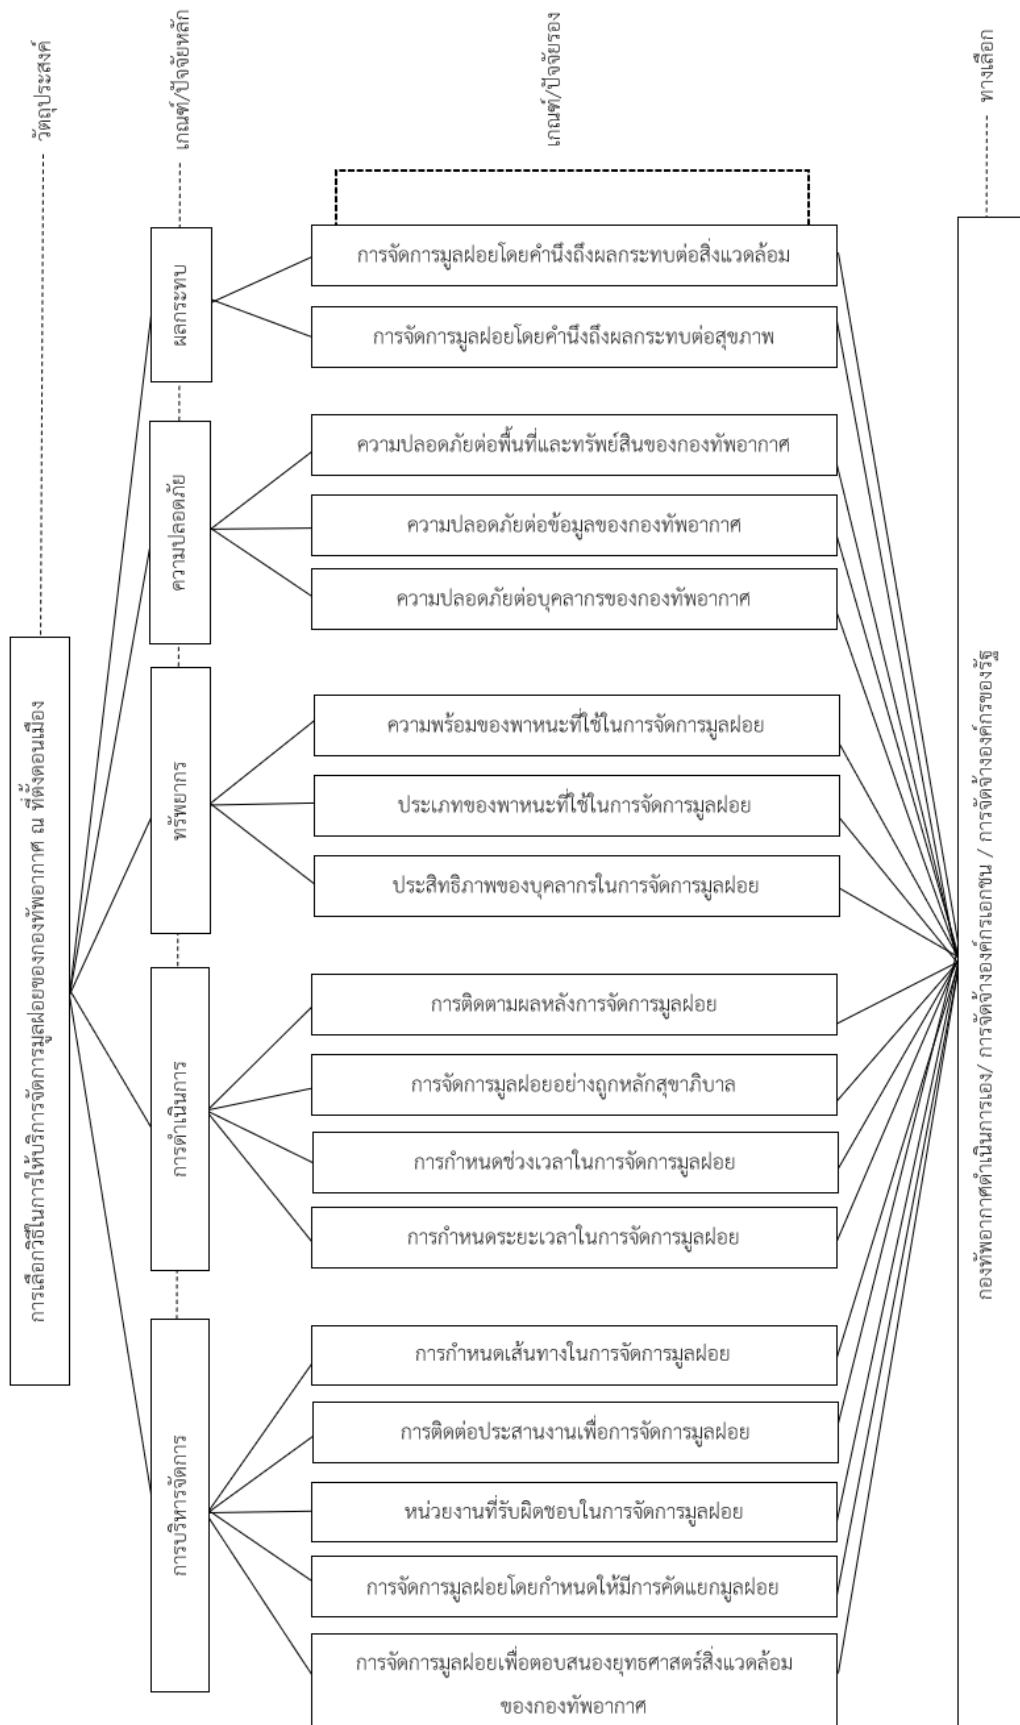 วัตถุประสงค์
เกณฑ์/ปัจจัยหลัก
เกณฑ์/ปัจจัยรอง
ทางเลือก
การเลือกวิธีในการให้บริการจัดการมูลฝอยของกองทัพอากาศ ณ ที่ตั้งดอนเมือง
ผลกระทบ
การจัดการมูลฝอยโดยคำนึงถึงผลกระทบต่อสิ่งแวดล้อม
การจัดการมูลฝอยโดยคำนึงถึงผลกระทบต่อสุขภาพ
ความปลอดภัย
ความปลอดภัยต่อพื้นที่และทรัพย์สินของกองทัพอากาศ
ความปลอดภัยต่อข้อมูลของกองทัพอากาศ
ความปลอดภัยต่อบุคลากรของกองทัพอากาศ
ทรัพยากร
ความพร้อมของพาหนะที่ใช้ในการจัดการมูลฝอย
ประเภทของพาหนะที่ใช้ในการจัดการมูลฝอย
ประสิทธิภาพของบุคลากรในการจัดการมูลฝอย
การดำเนินการ
การติดตามผลหลังการจัดการมูลฝอย
การจัดการมูลฝอยอย่างถูกหลักสุขาภิบาล
การกำหนดช่วงเวลาในการจัดการมูลฝอย
การกำหนดระยะเวลาในการจัดการมูลฝอย
การบริหารจัดการ
การกำหนดเส้นทางในการจัดการมูลฝอย
การติดต่อประสานงานเพื่อการจัดการมูลฝอย
หน่วยงานที่รับผิดชอบในการจัดการมูลฝอย
การจัดการมูลฝอยโดยกำหนดให้มีการคัดแยกมูลฝอย
การจัดการมูลฝอยเพื่อตอบสนองยุทธศาสตร์สิ่งแวดล้อม
ของกองทัพอากาศ
กองทัพอากาศดำเนินการเอง/ การจัดจ้างองค์กรเอกชน / การจัดจ้างองค์กรของรัฐ